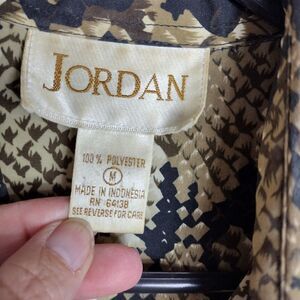 JORDAN
100% POLYESTER
M
MADE IN INDONESIA
RN 64138
SEE REVERSE FOR CARE